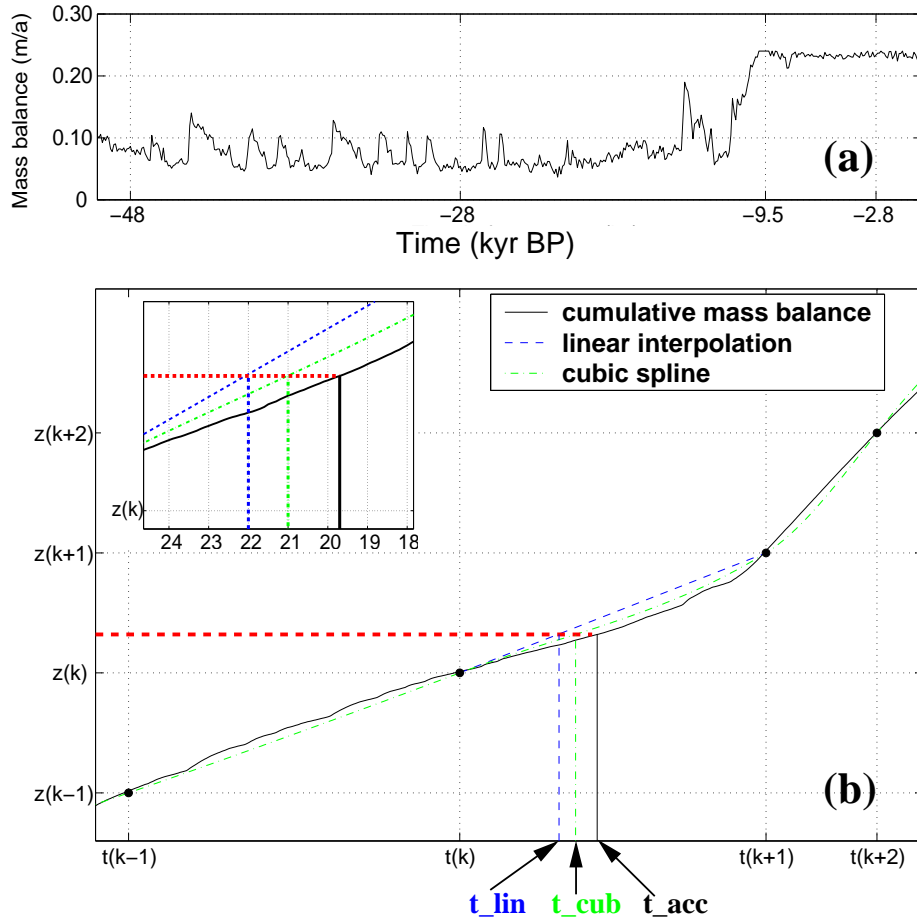 0.30
0.20
0.10
0
Mass balance (m/a)
(a)
−48
−28
−9.5
−2.8
Time (kyr BP)
cumulative mass balance
linear interpolation
cubic spline
z(k)
24
23
22
21
20
19
18
z(k+2)
z(k+1)
z(k)
z(k−1)
(b)
t(k−1)
t(k)
t(k+1)
t(k+2)
t_lin
t_cub
t_acc